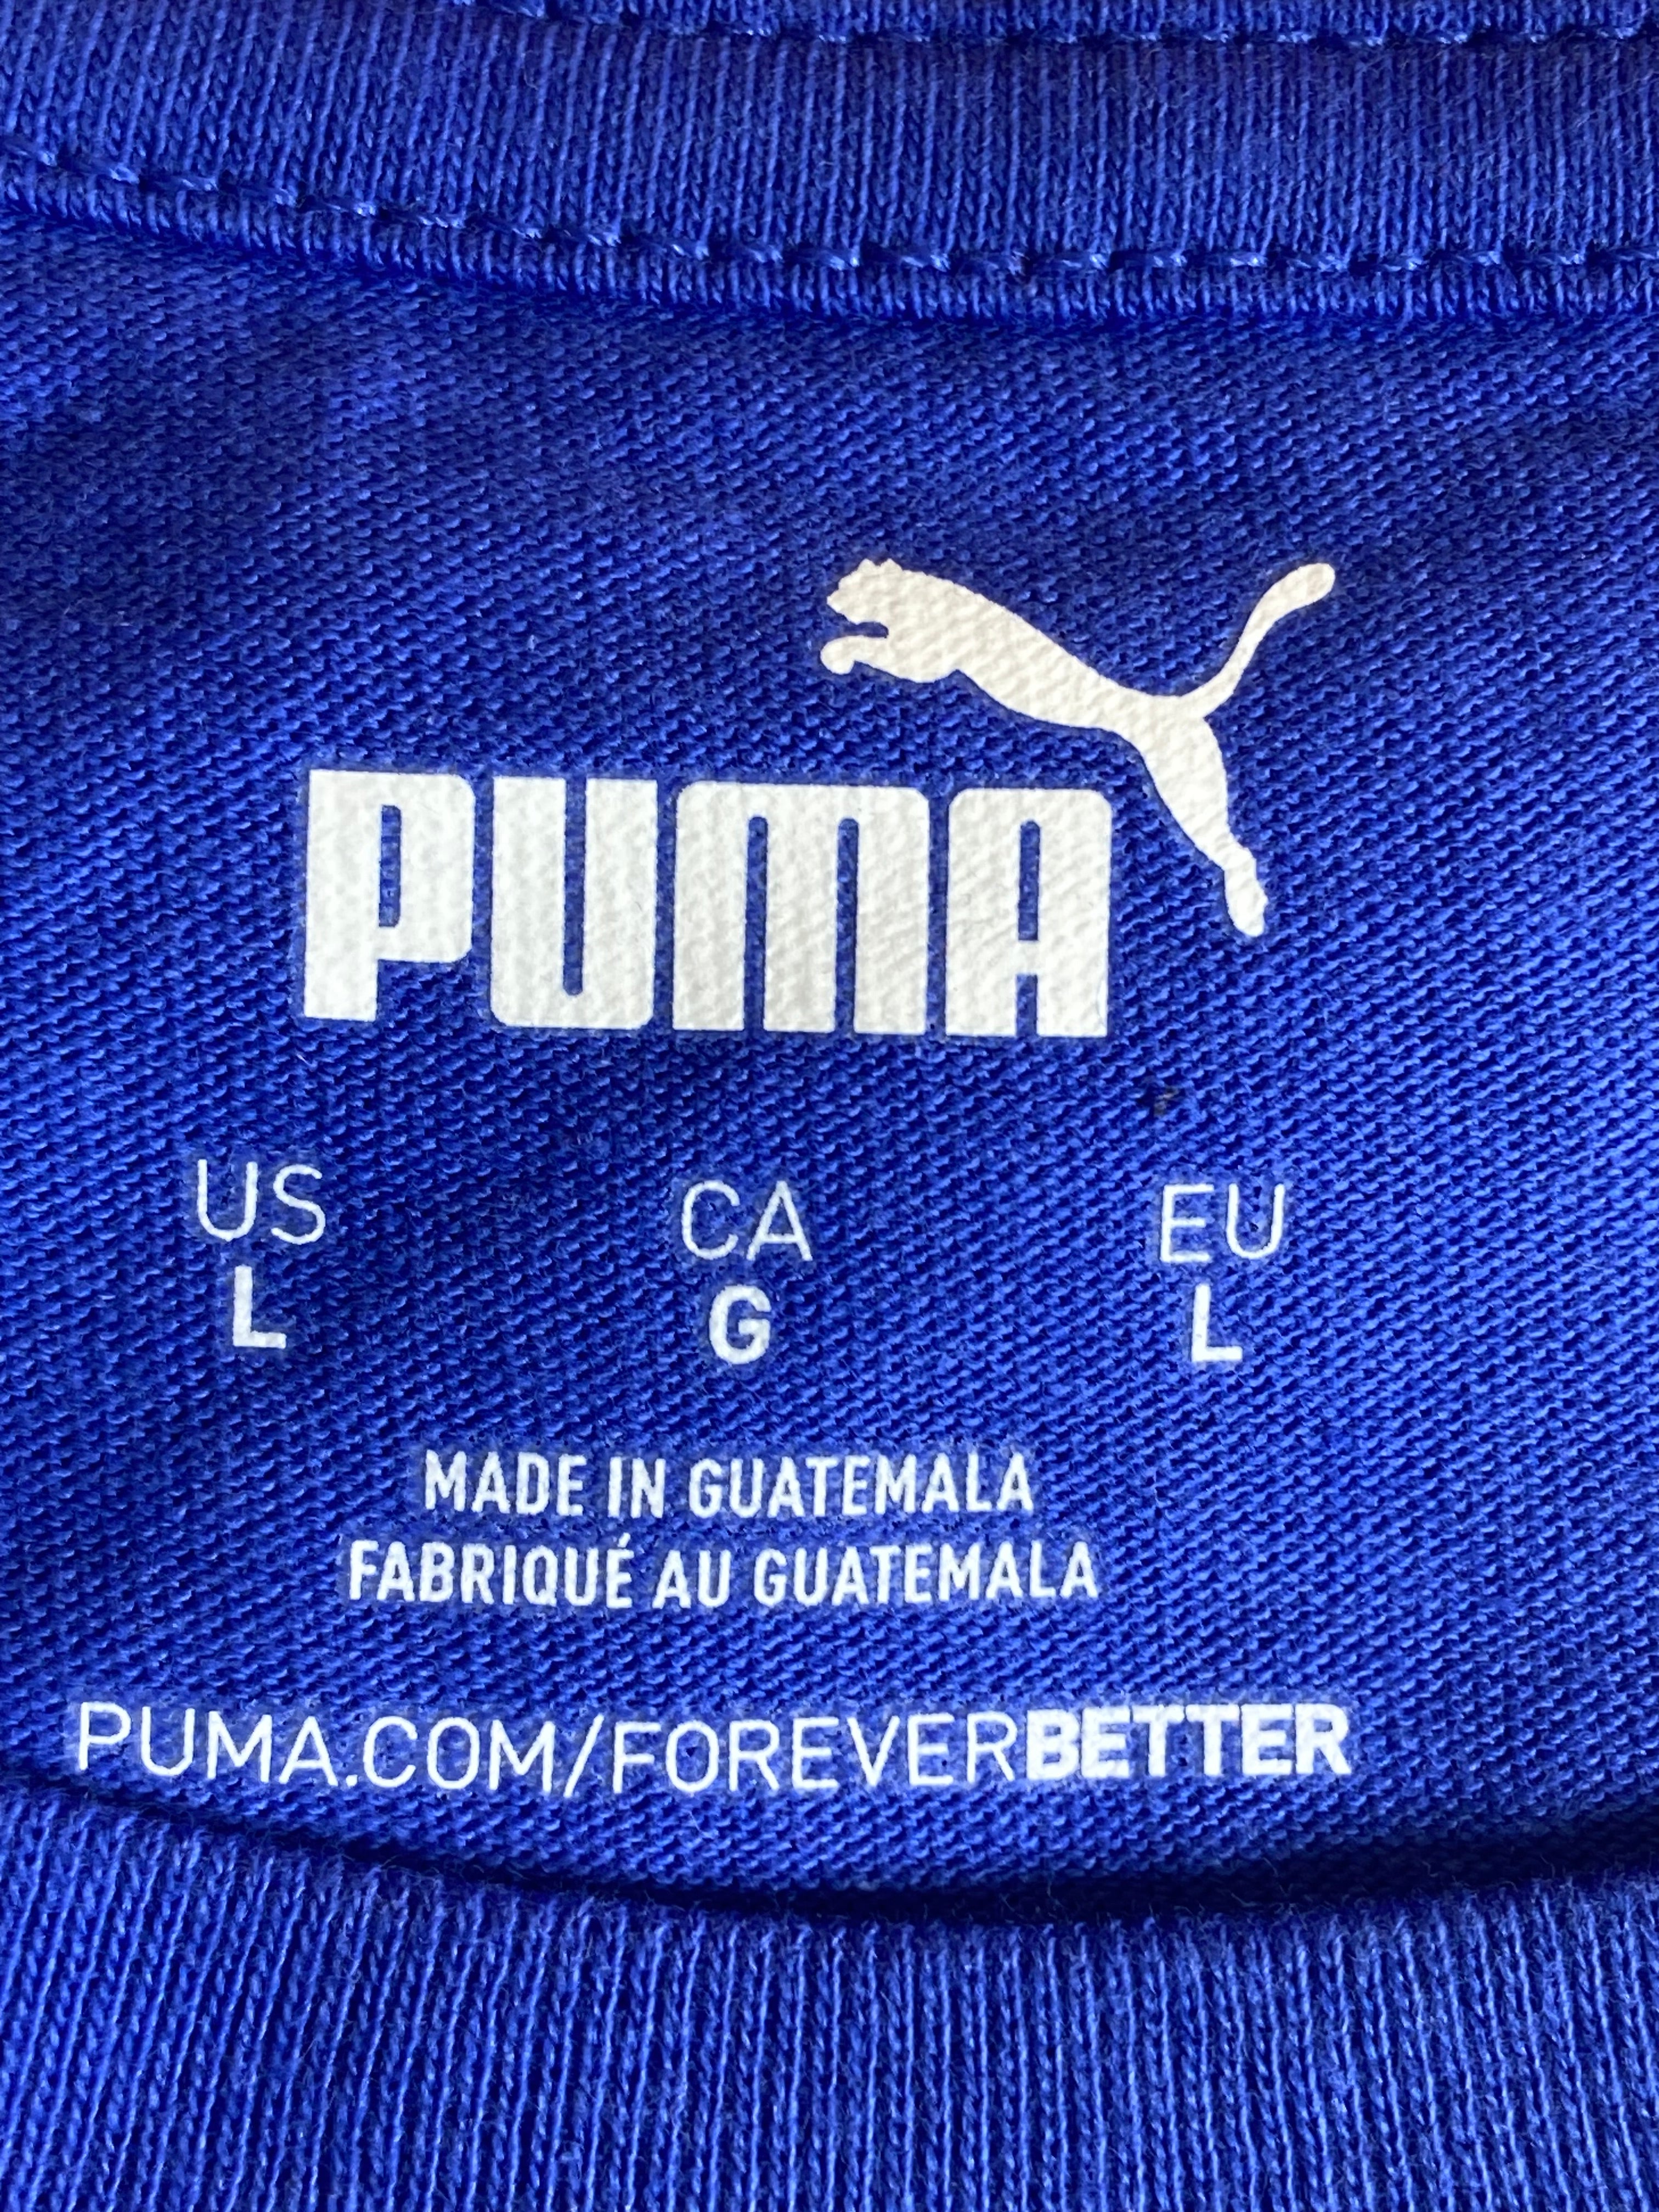 PUMA
US CA EU
L G L
MADE IN GUATEMALA
FABRIQUÉ AU GUATEMALA
PUMA.COM/FOREVERBETTER